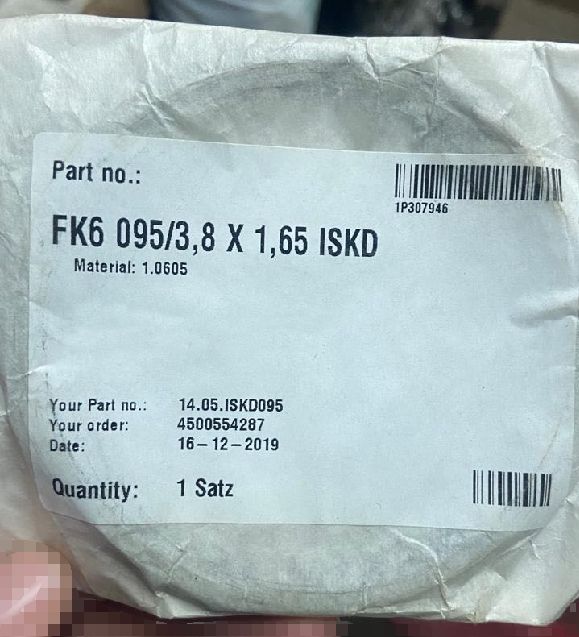 Part no.:
1P307946
FK6 095/3,8 X 1,65 ISKD
Material: 1.0605
Your Part no.: 14.05.ISKD095
Your order: 4500554287
Date: 16-12-2019
Quantity: 1 Satz